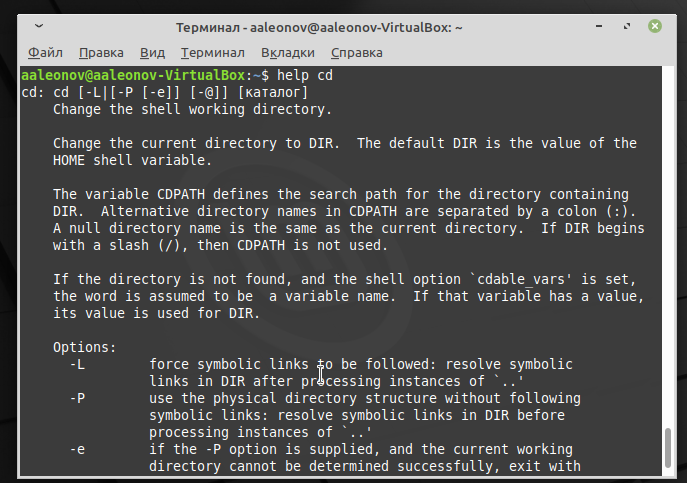 Терминал - aaleonov@aaleonov-VirtualBox: ~
Файл Правка Вид Терминал Вкладки Справка
aaleonov@aaleonov-VirtualBox:~$ help cd
cd: cd [-L|[-P [-e]] [-@]] [каталог]
Change the shell working directory.
Change the current directory to DIR.  The default DIR is the value of the
HOME shell variable.
The variable CDPATH defines the search path for the directory containing
DIR.  Alternative directory names in CDPATH are separated by a colon (:).
A null directory name is the same as the current directory.  If DIR begins
with a slash (/), then CDPATH is not used.
If the directory is not found, and the shell option `cdable_vars' is set,
the word is assumed to be  a variable name.  If that variable has a value,
its value is used for DIR.
Options:
-L        force symbolic links to be followed: resolve symbolic
links in DIR after processing instances of `..'
-P        use the physical directory structure without following
symbolic links: resolve symbolic links in DIR before
processing instances of `..'
-e        if the -P option is supplied, and the current working
directory cannot be determined successfully, exit with